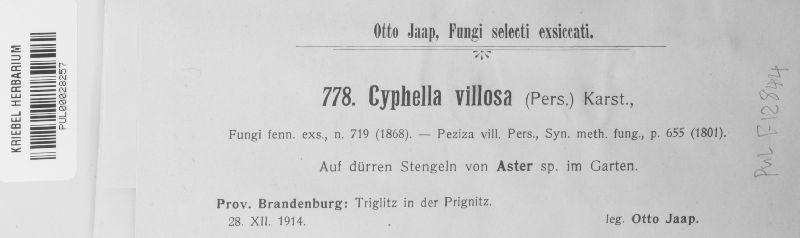 KRIEBEL HERBARIUM
PUL00028257
Otto Jaap, Fungi selecti exsiccati.
778. Cyphella villosa (Pers.) Karst.,
Fungi fenn. exs., n. 719 (1868). — Peziza vill. Pers., Syn. meth. fung., p. 655 (1801).
Auf dürren Stengeln von Aster sp. im Garten.
Prov. Brandenburg: Triglitz in der Prignitz.
28. XII. 1914.
leg. Otto Jaap.
PUL F12844